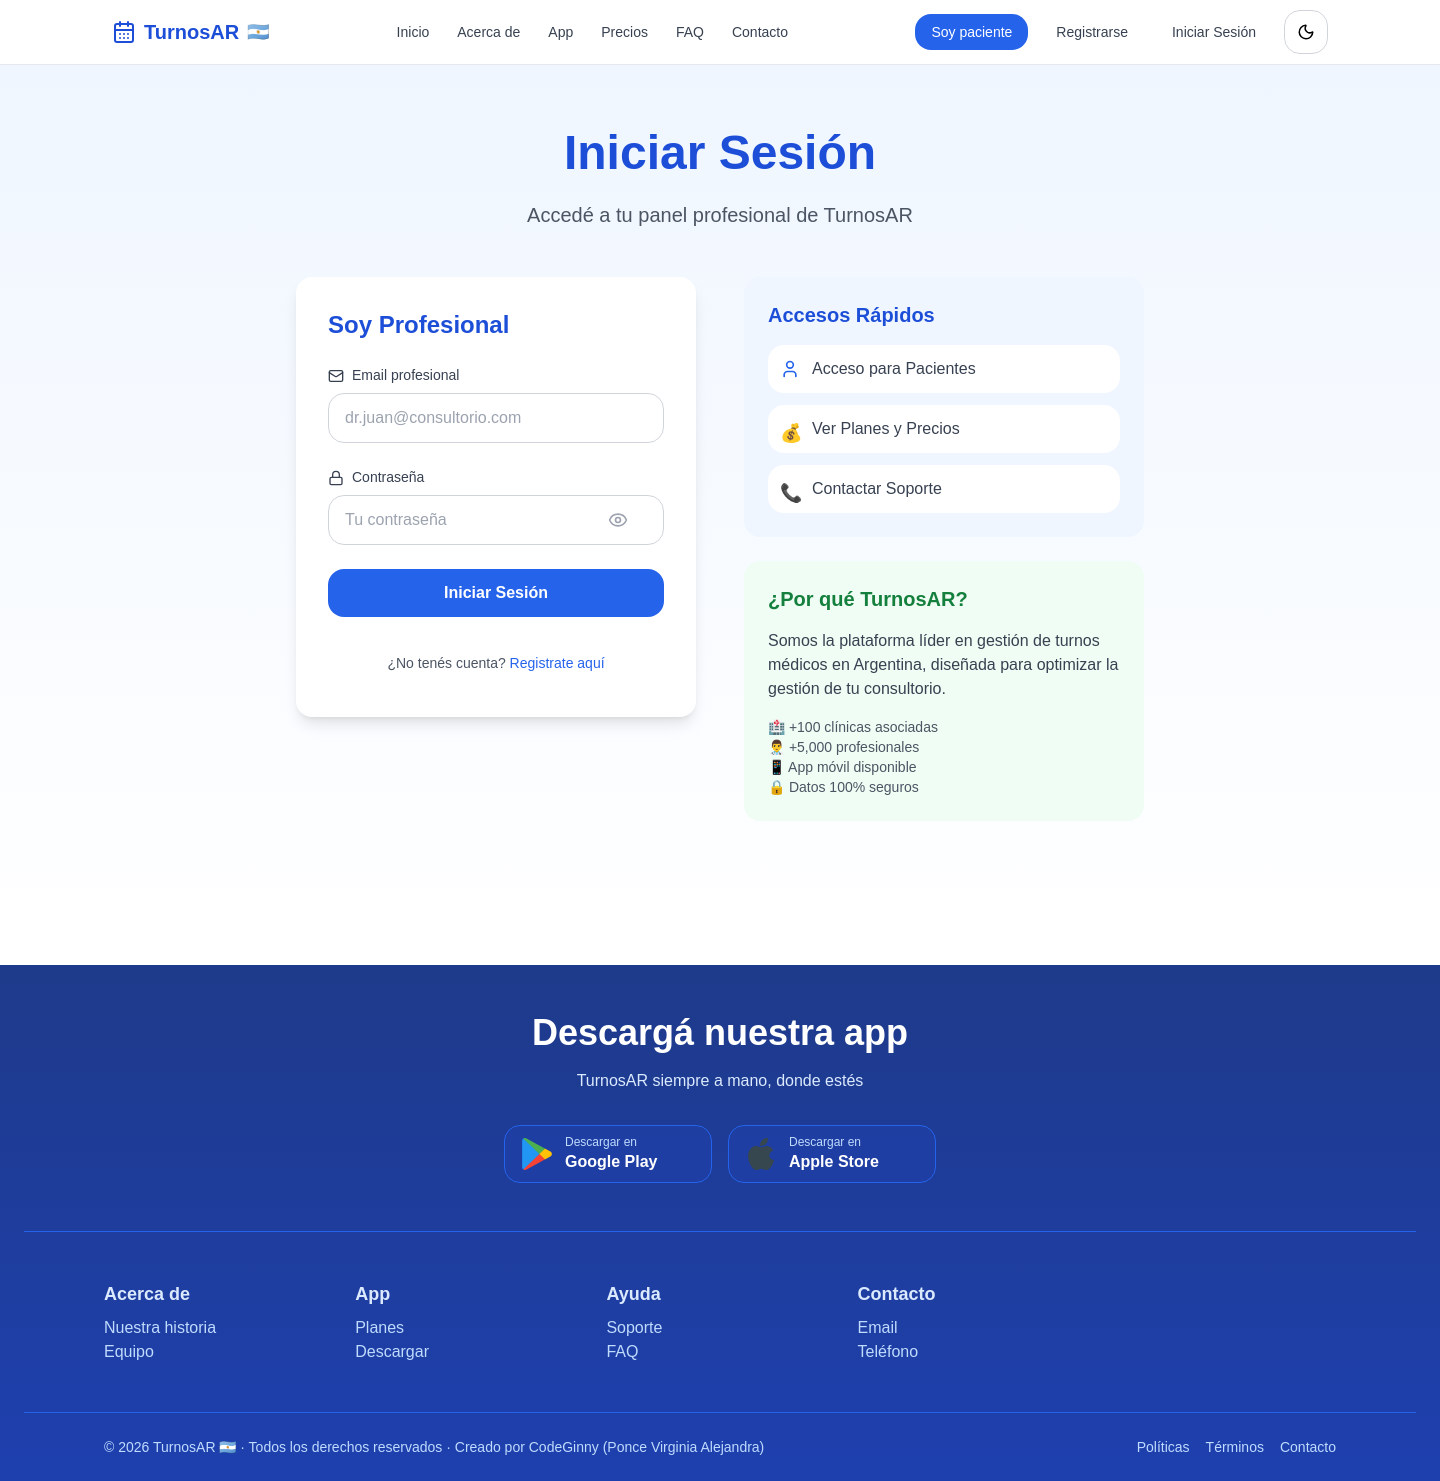 TurnosAR 🇦🇷
Inicio
Acerca de
App
Precios
FAQ
Contacto
Soy paciente
Registrarse
Iniciar Sesión
Iniciar Sesión
Accedé a tu panel profesional de TurnosAR
Soy Profesional
Email profesional
dr.juan@consultorio.com
Contraseña
Tu contraseña
Iniciar Sesión
¿No tenés cuenta? Registrate aquí
Accesos Rápidos
Acceso para Pacientes
💰 Ver Planes y Precios
📞 Contactar Soporte
¿Por qué TurnosAR?
Somos la plataforma líder en gestión de turnos
médicos en Argentina, diseñada para optimizar la
gestión de tu consultorio.
🏥 +100 clínicas asociadas
👨‍⚕️ +5,000 profesionales
📱 App móvil disponible
🔒 Datos 100% seguros
Descargá nuestra app
TurnosAR siempre a mano, donde estés
Descargar en
Google Play
Descargar en
Apple Store
Acerca de
Nuestra historia
Equipo
App
Planes
Descargar
Ayuda
Soporte
FAQ
Contacto
Email
Teléfono
© 2026 TurnosAR 🇦🇷 · Todos los derechos reservados · Creado por CodeGinny (Ponce Virginia Alejandra)
Políticas
Términos
Contacto